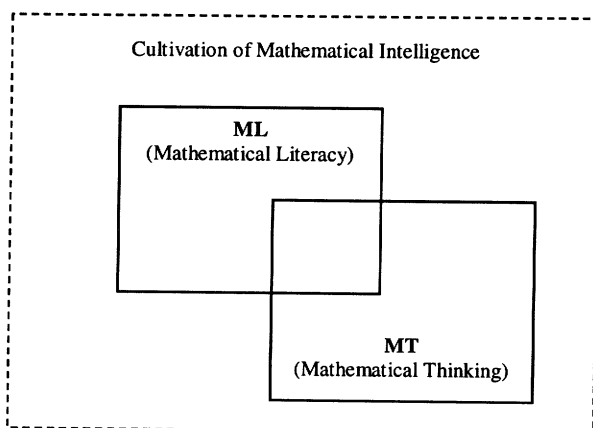 Cultivation of Mathematical Intelligence
ML
(Mathematical Literacy)
MT
(Mathematical Thinking)